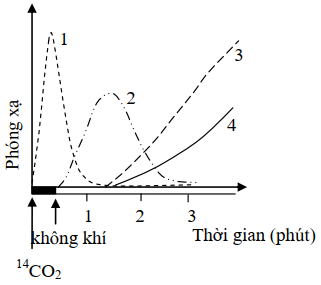 Phóng xạ
1
2
3
4
1 2 3
không khí
Thời gian (phút)
¹⁴CO₂